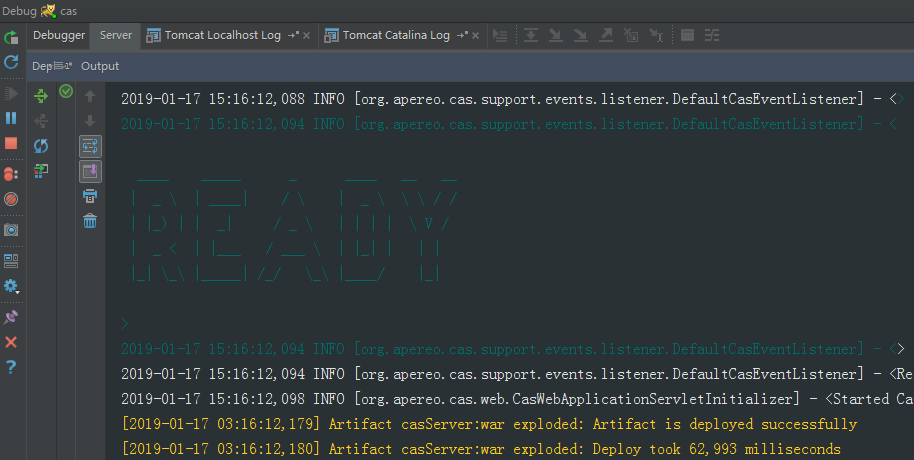 Debug cas
Debugger Server Tomcat Localhost Log Tomcat Catalina Log
Dep Output
2019-01-17 15:16:12,088 INFO [org.apereo.cas.support.events.listener.DefaultCasEventListener] - <>
2019-01-17 15:16:12,094 INFO [org.apereo.cas.support.events.listener.DefaultCasEventListener] - <
READY
>
2019-01-17 15:16:12,094 INFO [org.apereo.cas.support.events.listener.DefaultCasEventListener] - <>
2019-01-17 15:16:12,094 INFO [org.apereo.cas.support.events.listener.DefaultCasEventListener] - <Re
2019-01-17 15:16:12,098 INFO [org.apereo.cas.web.CasWebApplicationServletInitializer] - <Started Ca
[2019-01-17 03:16:12,179] Artifact casServer:war exploded: Artifact is deployed successfully
[2019-01-17 03:16:12,180] Artifact casServer:war exploded: Deploy took 62,993 milliseconds